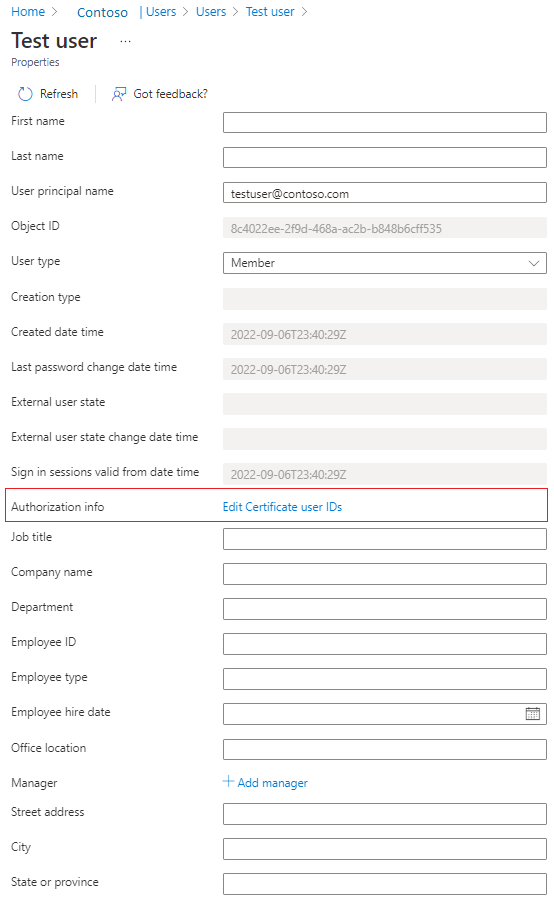 Home > Contoso | Users > Users > Test user >
Test user ...
Properties
Refresh Got feedback?
First name
Last name
User principal name testuser@contoso.com
Object ID 8c4022ee-2f9d-468a-ac2b-b848b6cff535
User type Member
Creation type
Created date time 2022-09-06T23:40:29Z
Last password change date time 2022-09-06T23:40:29Z
External user state
External user state change date time
Sign in sessions valid from date time 2022-09-06T23:40:29Z
Authorization info Edit Certificate user IDs
Job title
Company name
Department
Employee ID
Employee type
Employee hire date
Office location
Manager + Add manager
Street address
City
State or province